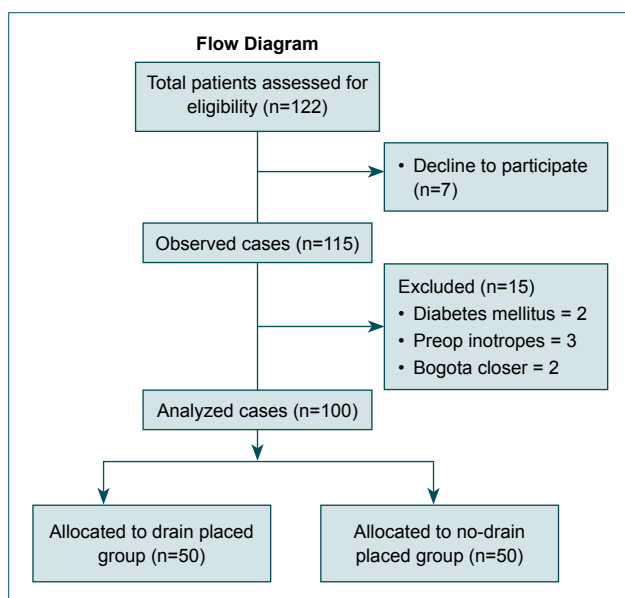 Flow Diagram
Total patients assessed for
eligibility (n=122)
• Decline to participate
(n=7)
Observed cases (n=115)
Excluded (n=15)
• Diabetes mellitus = 2
• Preop inotropes = 3
• Bogota closer = 2
Analyzed cases (n=100)
Allocated to drain placed
group (n=50)
Allocated to no-drain
placed group (n=50)